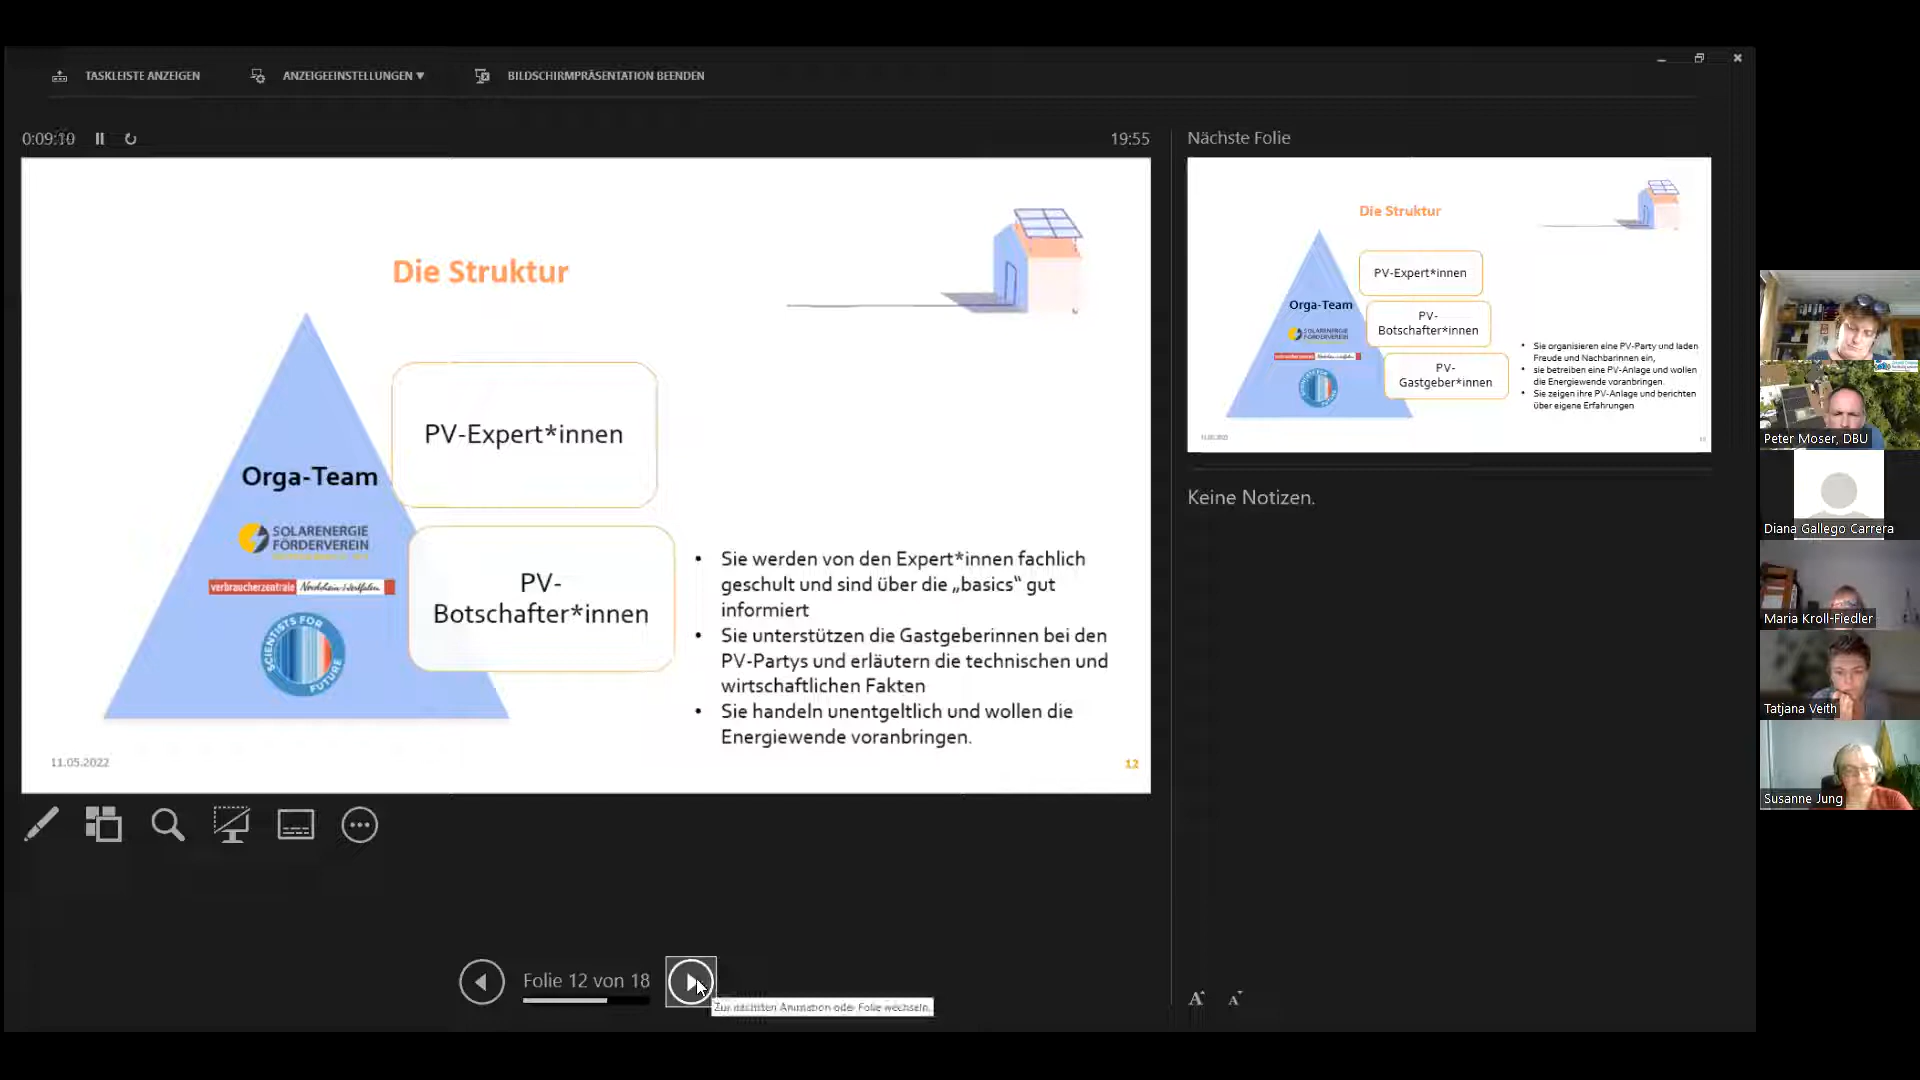 TASKLEISTE ANZEIGEN
ANZEIGEEINSTELLUNGEN
BILDSCHIRMPRÄSENTATION BEENDEN
19:55
Die Struktur
PV-Expert*innen
Orga-Team
SOLARENERGIE
FÖRDERVEREIN
verbraucherzentrale Nordrhein-Westfalen
SCIENTISTS FOR FUTURE
PV-
Botschafter*innen
• Sie werden von den Expert*innen fachlich
geschult und sind über die „basics“ gut
informiert
• Sie unterstützen die Gastgeberinnen bei den
PV-Partys und erläutern die technischen und
wirtschaftlichen Fakten
• Sie handeln unentgeltlich und wollen die
Energiewende voranbringen.
11.05.2022
12
Folie 12 von 18
Zur nächsten Animation oder Folie wechseln.
Nächste Folie
Die Struktur
PV-Expert*innen
Orga-Team
SOLARENERGIE
FÖRDERVEREIN
PV-
Botschafter*innen
PV-
Gastgeber*innen
• Sie organisieren eine PV-Party und laden
Freude und Nachbarinnen ein,
• sie betreiben eine PV-Anlage und wollen
die Energiewende voranbringen.
• Sie zeigen ihre PV-Anlage und berichten
über eigene Erfahrungen
11.05.2022
Keine Notizen.
A A
Peter Moser, DBU
Diana Gallego Carrera
Maria Kroll-Fiedler
Tatjana Veith
Susanne Jung